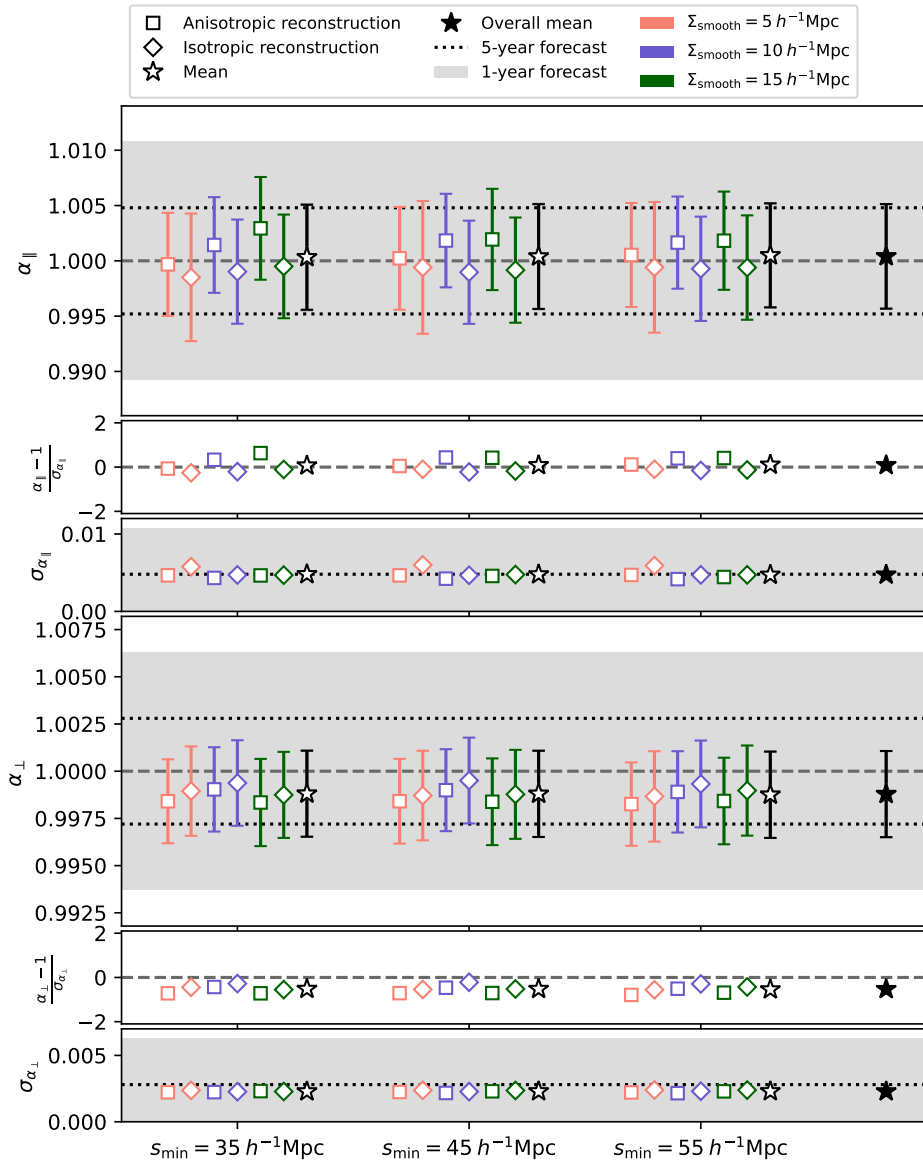 Anisotropic reconstruction
Isotropic reconstruction
Mean
Overall mean
5-year forecast
1-year forecast
Σsmooth = 5 h⁻¹Mpc
Σsmooth = 10 h⁻¹Mpc
Σsmooth = 15 h⁻¹Mpc
α∥
1.010
1.005
1.000
0.995
0.990
(α∥ − 1)/σα∥
2
0
−2
σα∥
0.01
0.00
α⊥
1.0075
1.0050
1.0025
1.0000
0.9975
0.9950
0.9925
(α⊥ − 1)/σα⊥
2
0
−2
σα⊥
0.005
0.000
smin = 35 h⁻¹Mpc
smin = 45 h⁻¹Mpc
smin = 55 h⁻¹Mpc